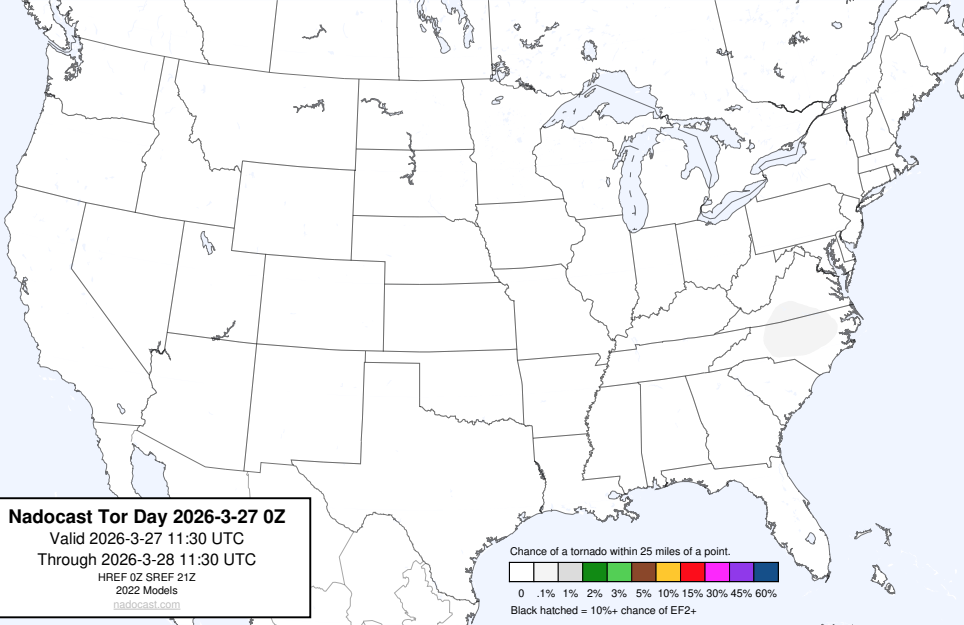 Nadocast Tor Day 2026-3-27 0Z
Valid 2026-3-27 11:30 UTC
Through 2026-3-28 11:30 UTC
HREF 0Z SREF 21Z
2022 Models
nadocast.com
Chance of a tornado within 25 miles of a point.
0 .1% 1% 2% 3% 5% 10% 15% 30% 45% 60%
Black hatched = 10%+ chance of EF2+